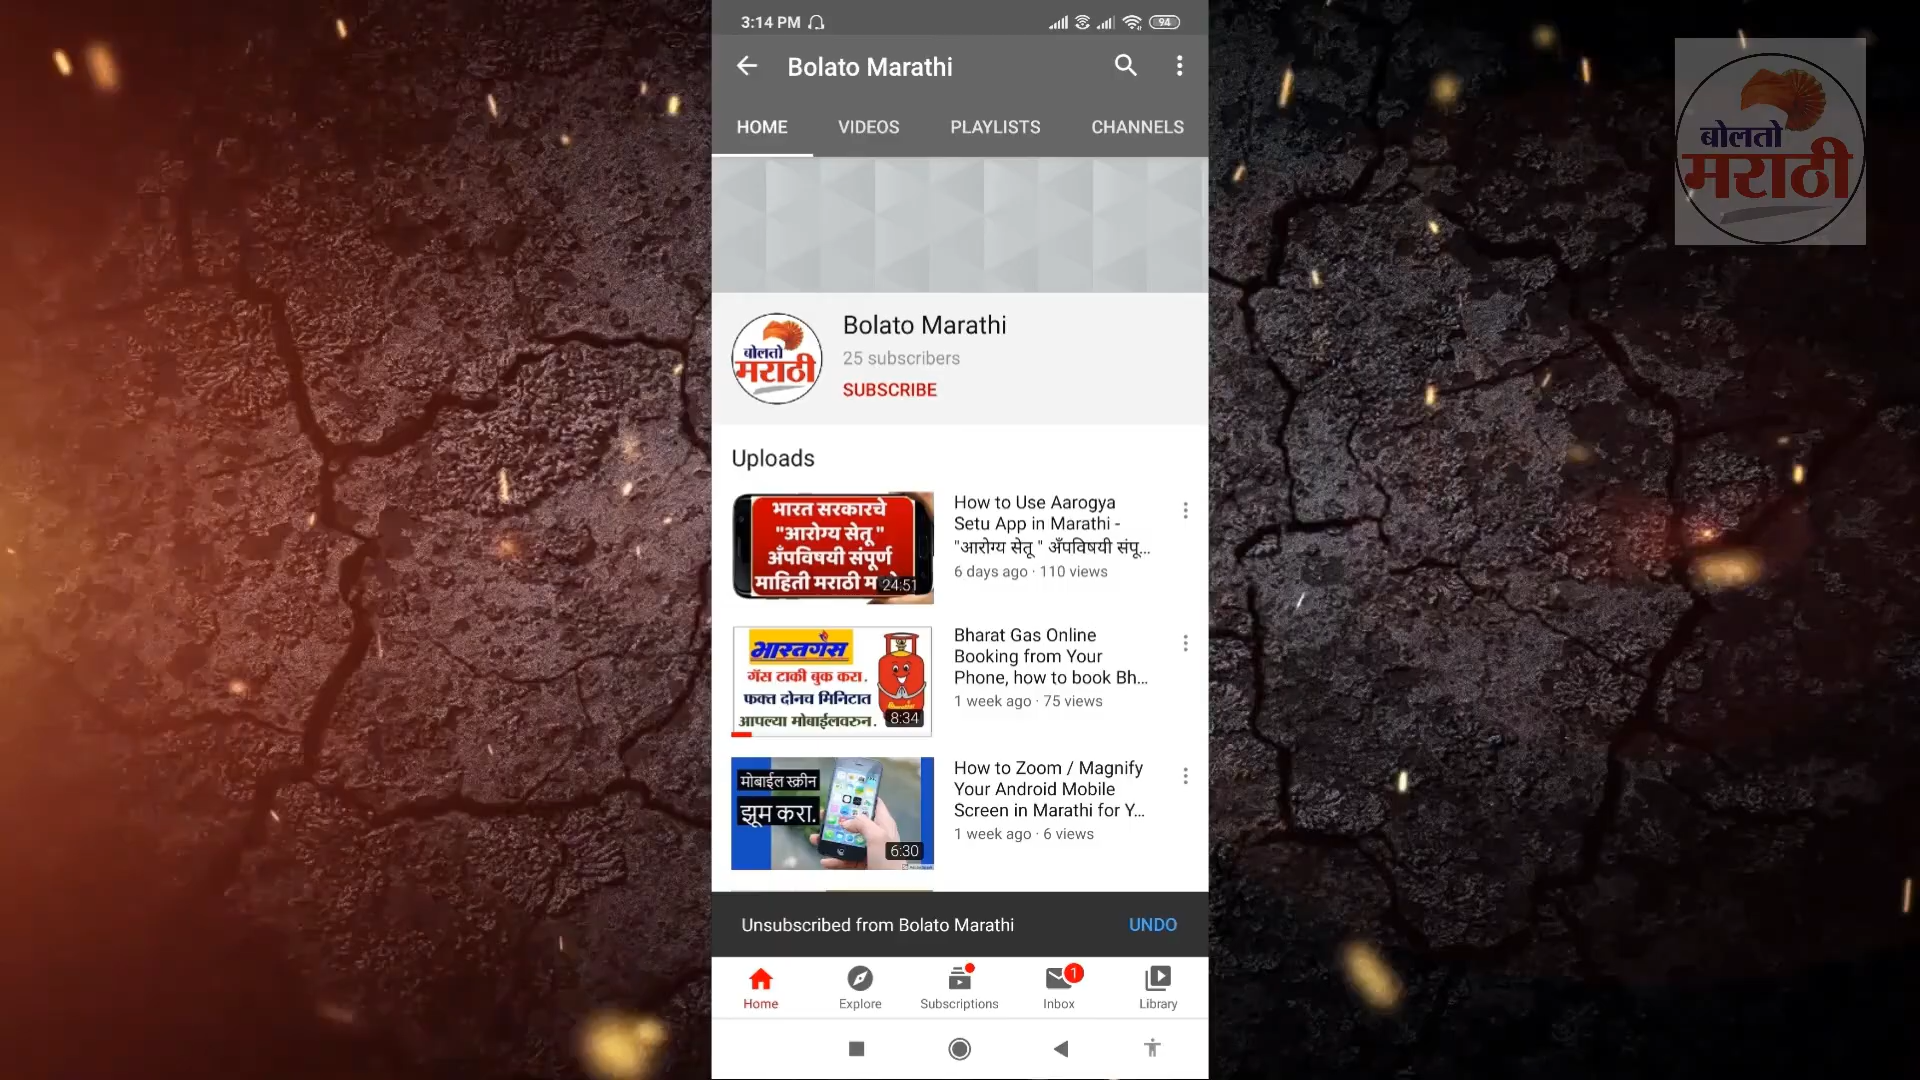 3:14 PM
94
Bolato Marathi
HOME VIDEOS PLAYLISTS CHANNELS
बोलतो
मराठी
बोलतो
मराठी
Bolato Marathi
25 subscribers
SUBSCRIBE
Uploads
भारत सरकारचे
"आरोग्य सेतू "
अँपविषयी संपूर्ण
माहिती मराठी
24:51
How to Use Aarogya
Setu App in Marathi -
"आरोग्य सेतू " अँपविषयी संपू...
6 days ago · 110 views
भारतगॅस
गॅस टाकी बुक करा.
फक्त दोनच मिनिटात
आपल्या मोबाईलवरुन.
8:34
Bharat Gas Online
Booking from Your
Phone, how to book Bh...
1 week ago · 75 views
मोबाईल स्क्रीन
झूम करा.
6:30
How to Zoom / Magnify
Your Android Mobile
Screen in Marathi for Y...
1 week ago · 6 views
Unsubscribed from Bolato Marathi UNDO
1
Home Explore Subscriptions Inbox Library